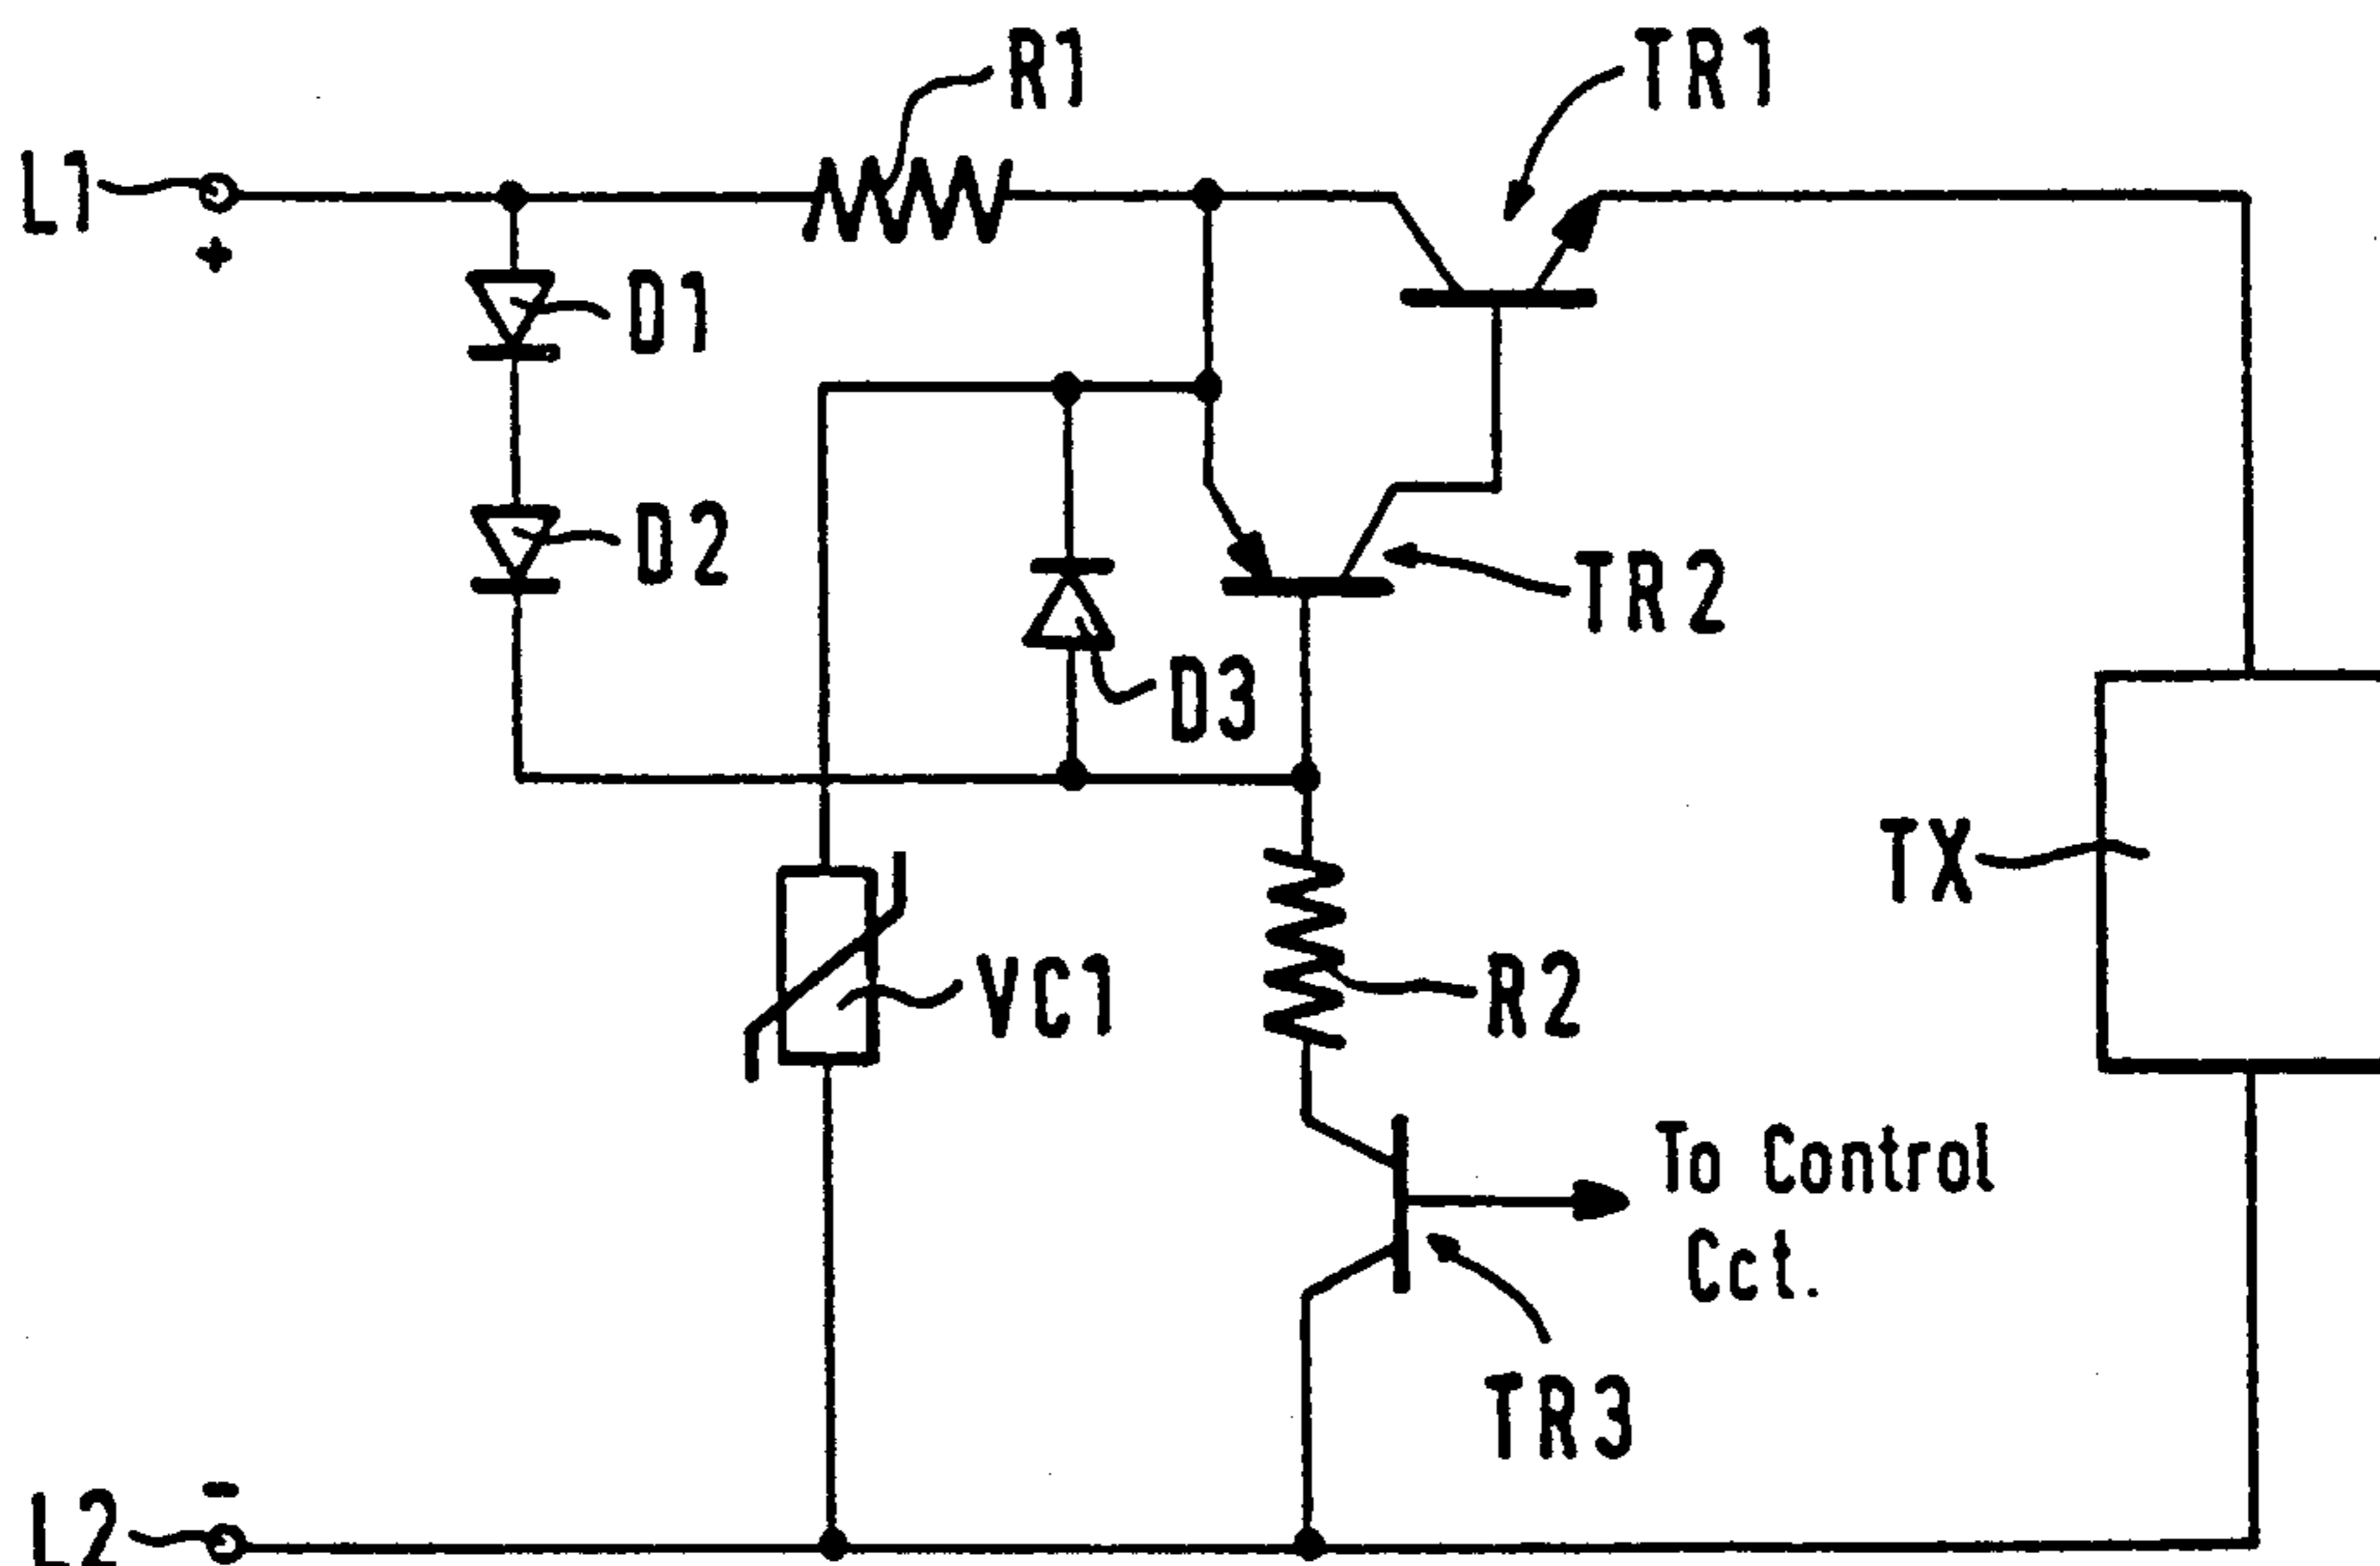 R1
TR1
L1
+
D1
D2
TR2
D3
TX
VC1
R2
To Control
Cct.
TR3
-
L2